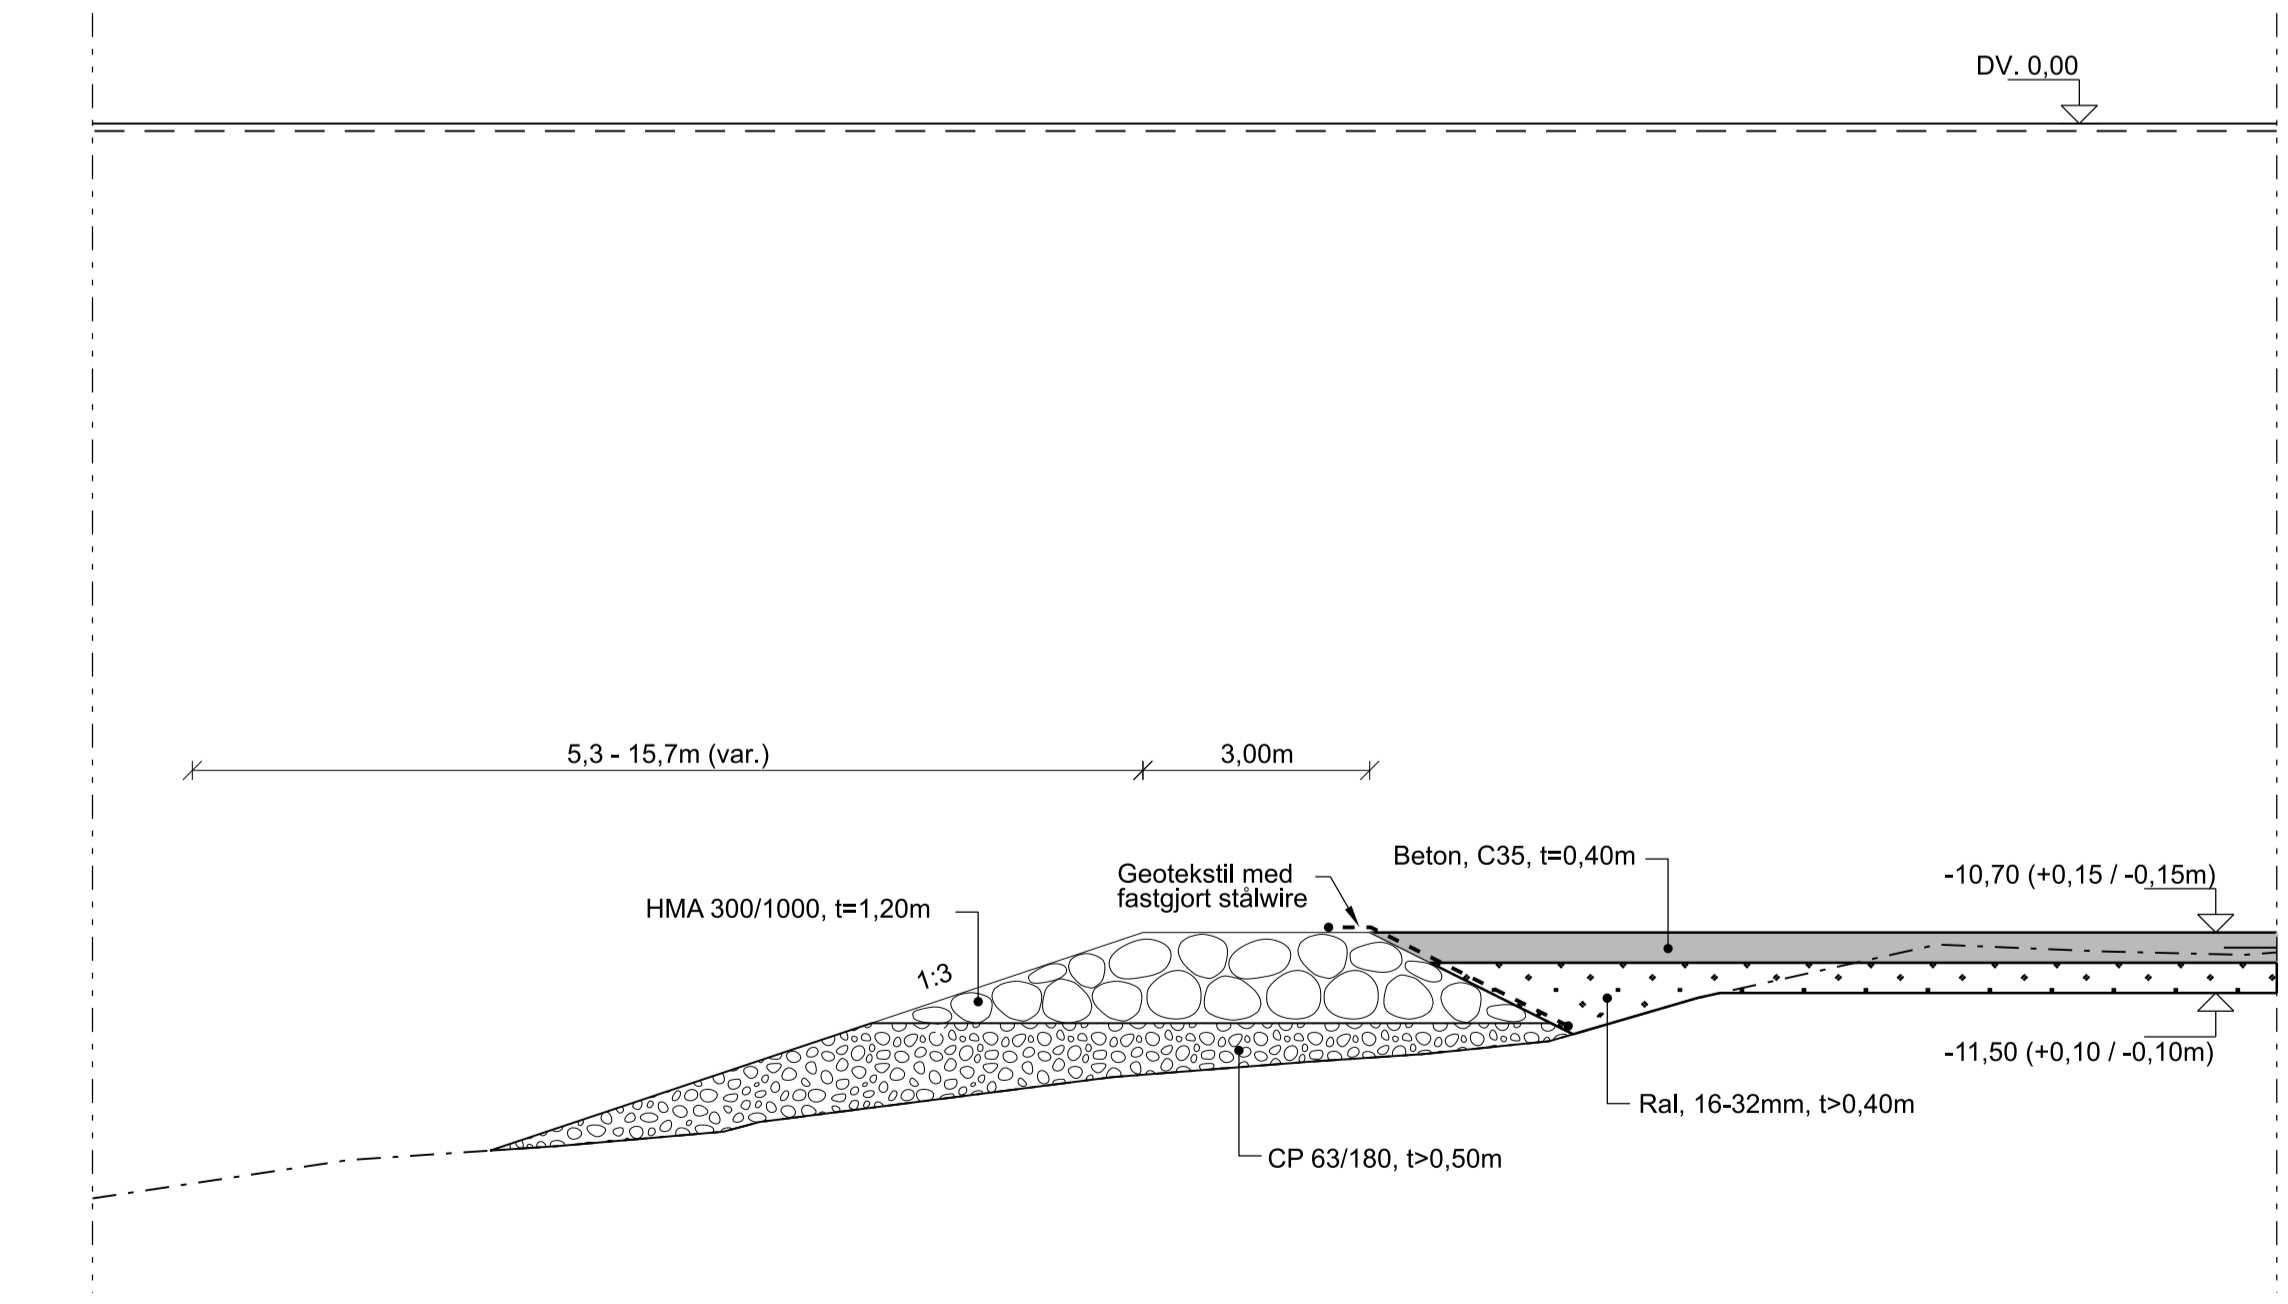 DV. 0,00
5,3 - 15,7m (var.)
3,00m
Beton, C35, t=0,40m
Geotekstil med
fastgjort stålwire
-10,70 (+0,15 / -0,15m)
HMA 300/1000, t=1,20m
1:3
-11,50 (+0,10 / -0,10m)
Ral, 16-32mm, t>0,40m
CP 63/180, t>0,50m